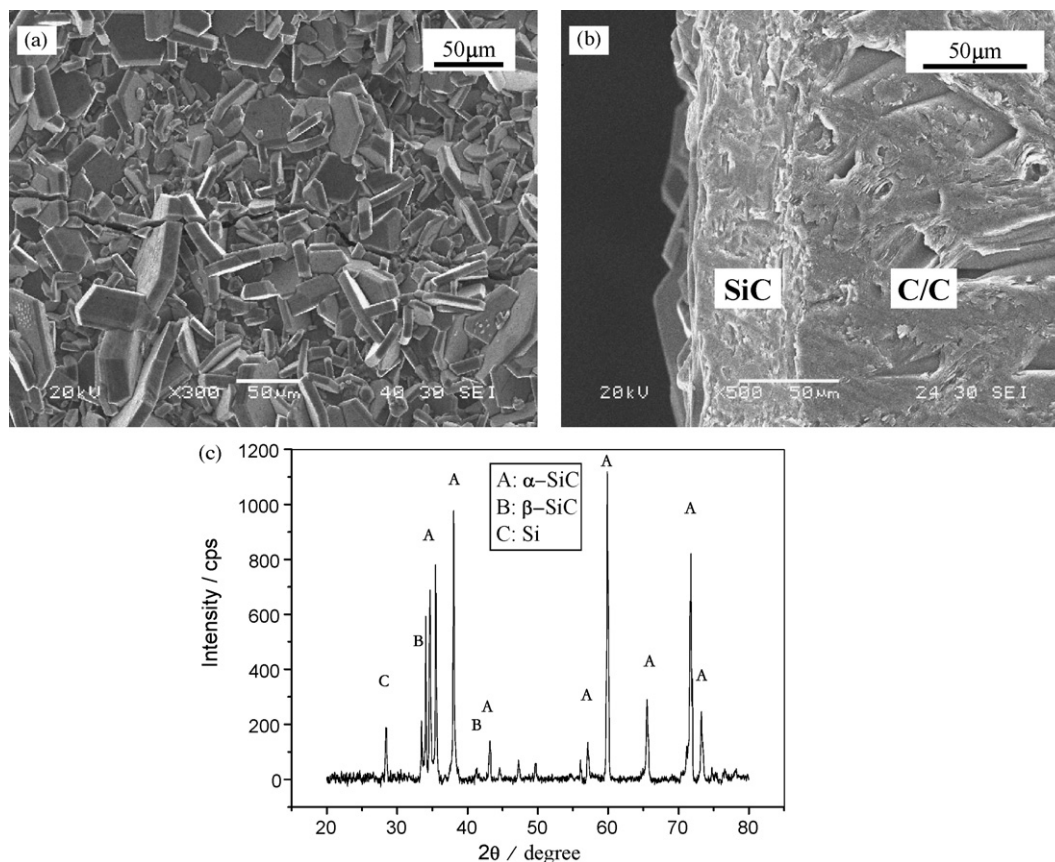 (a)
50μm
20kV X300 50μm 40 30 SEI
(b)
50μm
SiC
C/C
20kV X500 50μm 24 30 SEI
(c)
A: α–SiC
B: β–SiC
C: Si
A
A
A
A
B
C
B
A
A
A
A
Intensity / cps
1200
1000
800
600
400
200
0
20 30 40 50 60 70 80
2θ / degree